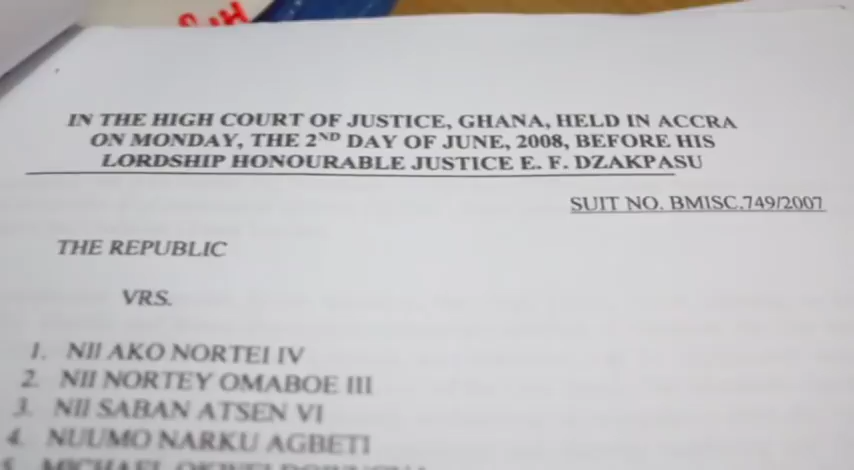 IN THE HIGH COURT OF JUSTICE, GHANA, HELD IN ACCRA
ON MONDAY, THE 2ND DAY OF JUNE, 2008, BEFORE HIS
LORDSHIP HONOURABLE JUSTICE E. F. DZAKPASU
SUIT NO. BMISC.749/2007
THE REPUBLIC
VRS.
1. NII AKO NORTEI IV
2. NII NORTEY OMABOE III
3. NII SABAN ATSEN VI
4. NUUMO NARKU AGBETI
5. MICHAEL